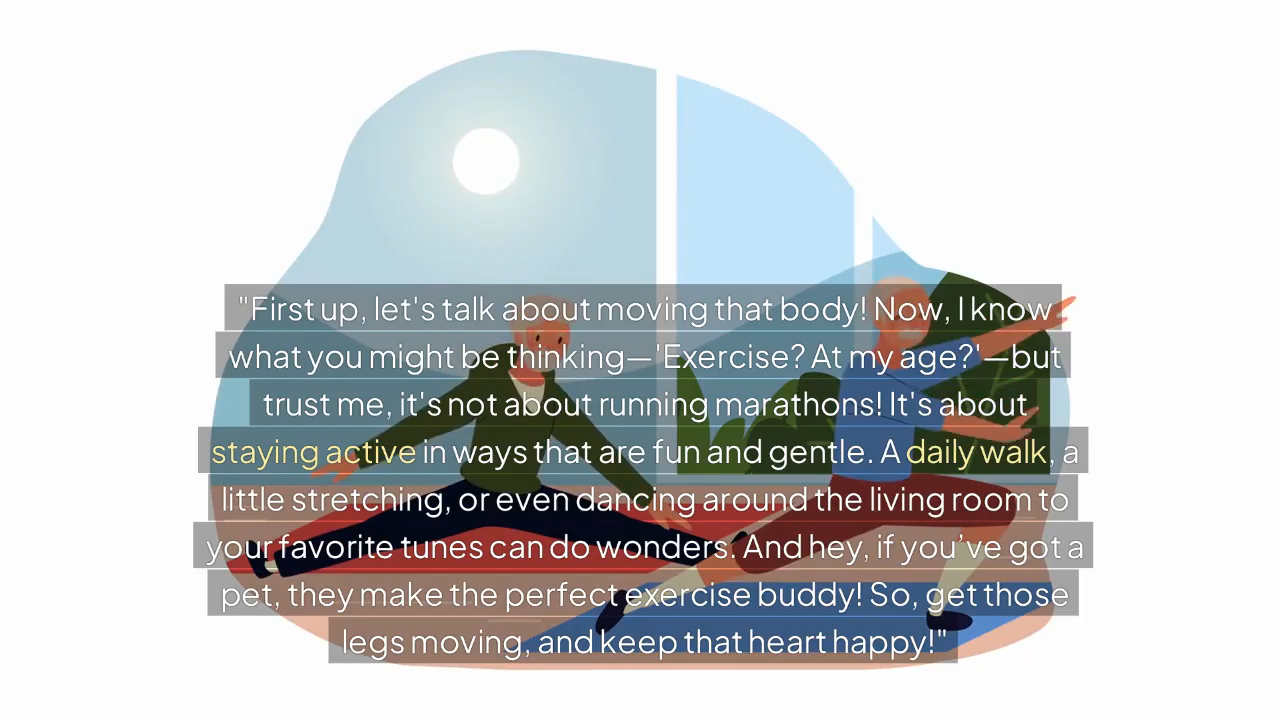 "First up, let's talk about moving that body! Now, I know
what you might be thinking—'Exercise? At my age?'—but
trust me, it's not about running marathons! It's about
staying active in ways that are fun and gentle. A daily walk, a
little stretching, or even dancing around the living room to
your favorite tunes can do wonders. And hey, if you’ve got a
pet, they make the perfect exercise buddy! So, get those
legs moving, and keep that heart happy!"